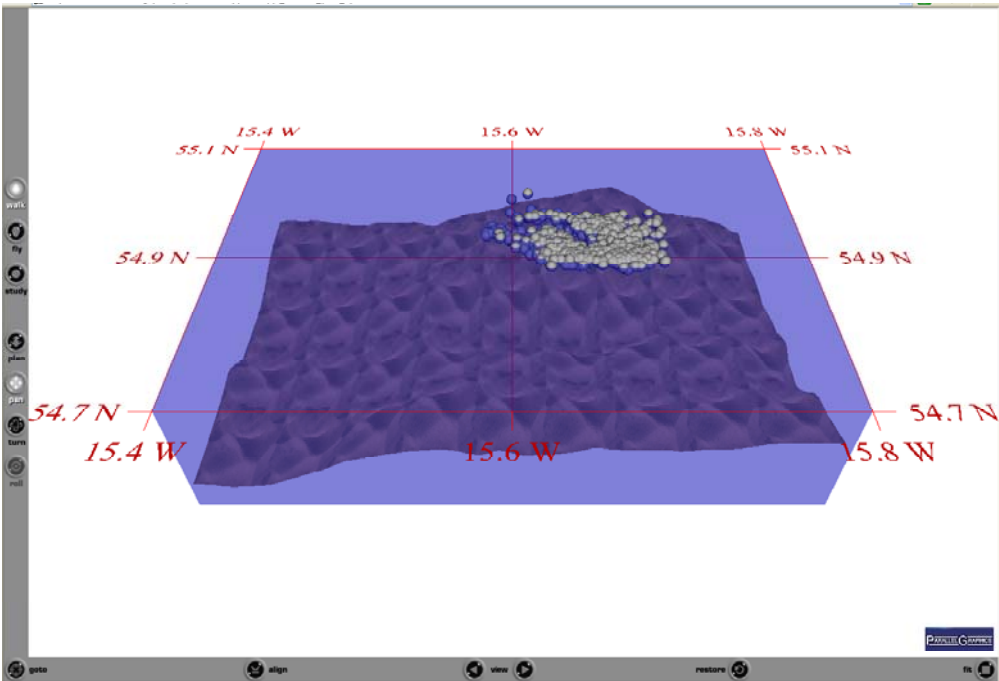 15.4 W 15.6 W 15.8 W
55.1 N 55.1 N
walk
fly
54.9 N 54.9 N
study
plan
pan
54.7 N 54.7 N
turn
15.4 W 15.6 W 15.8 W
roll
PARALLELGRAPHICS
goto align view restore fit